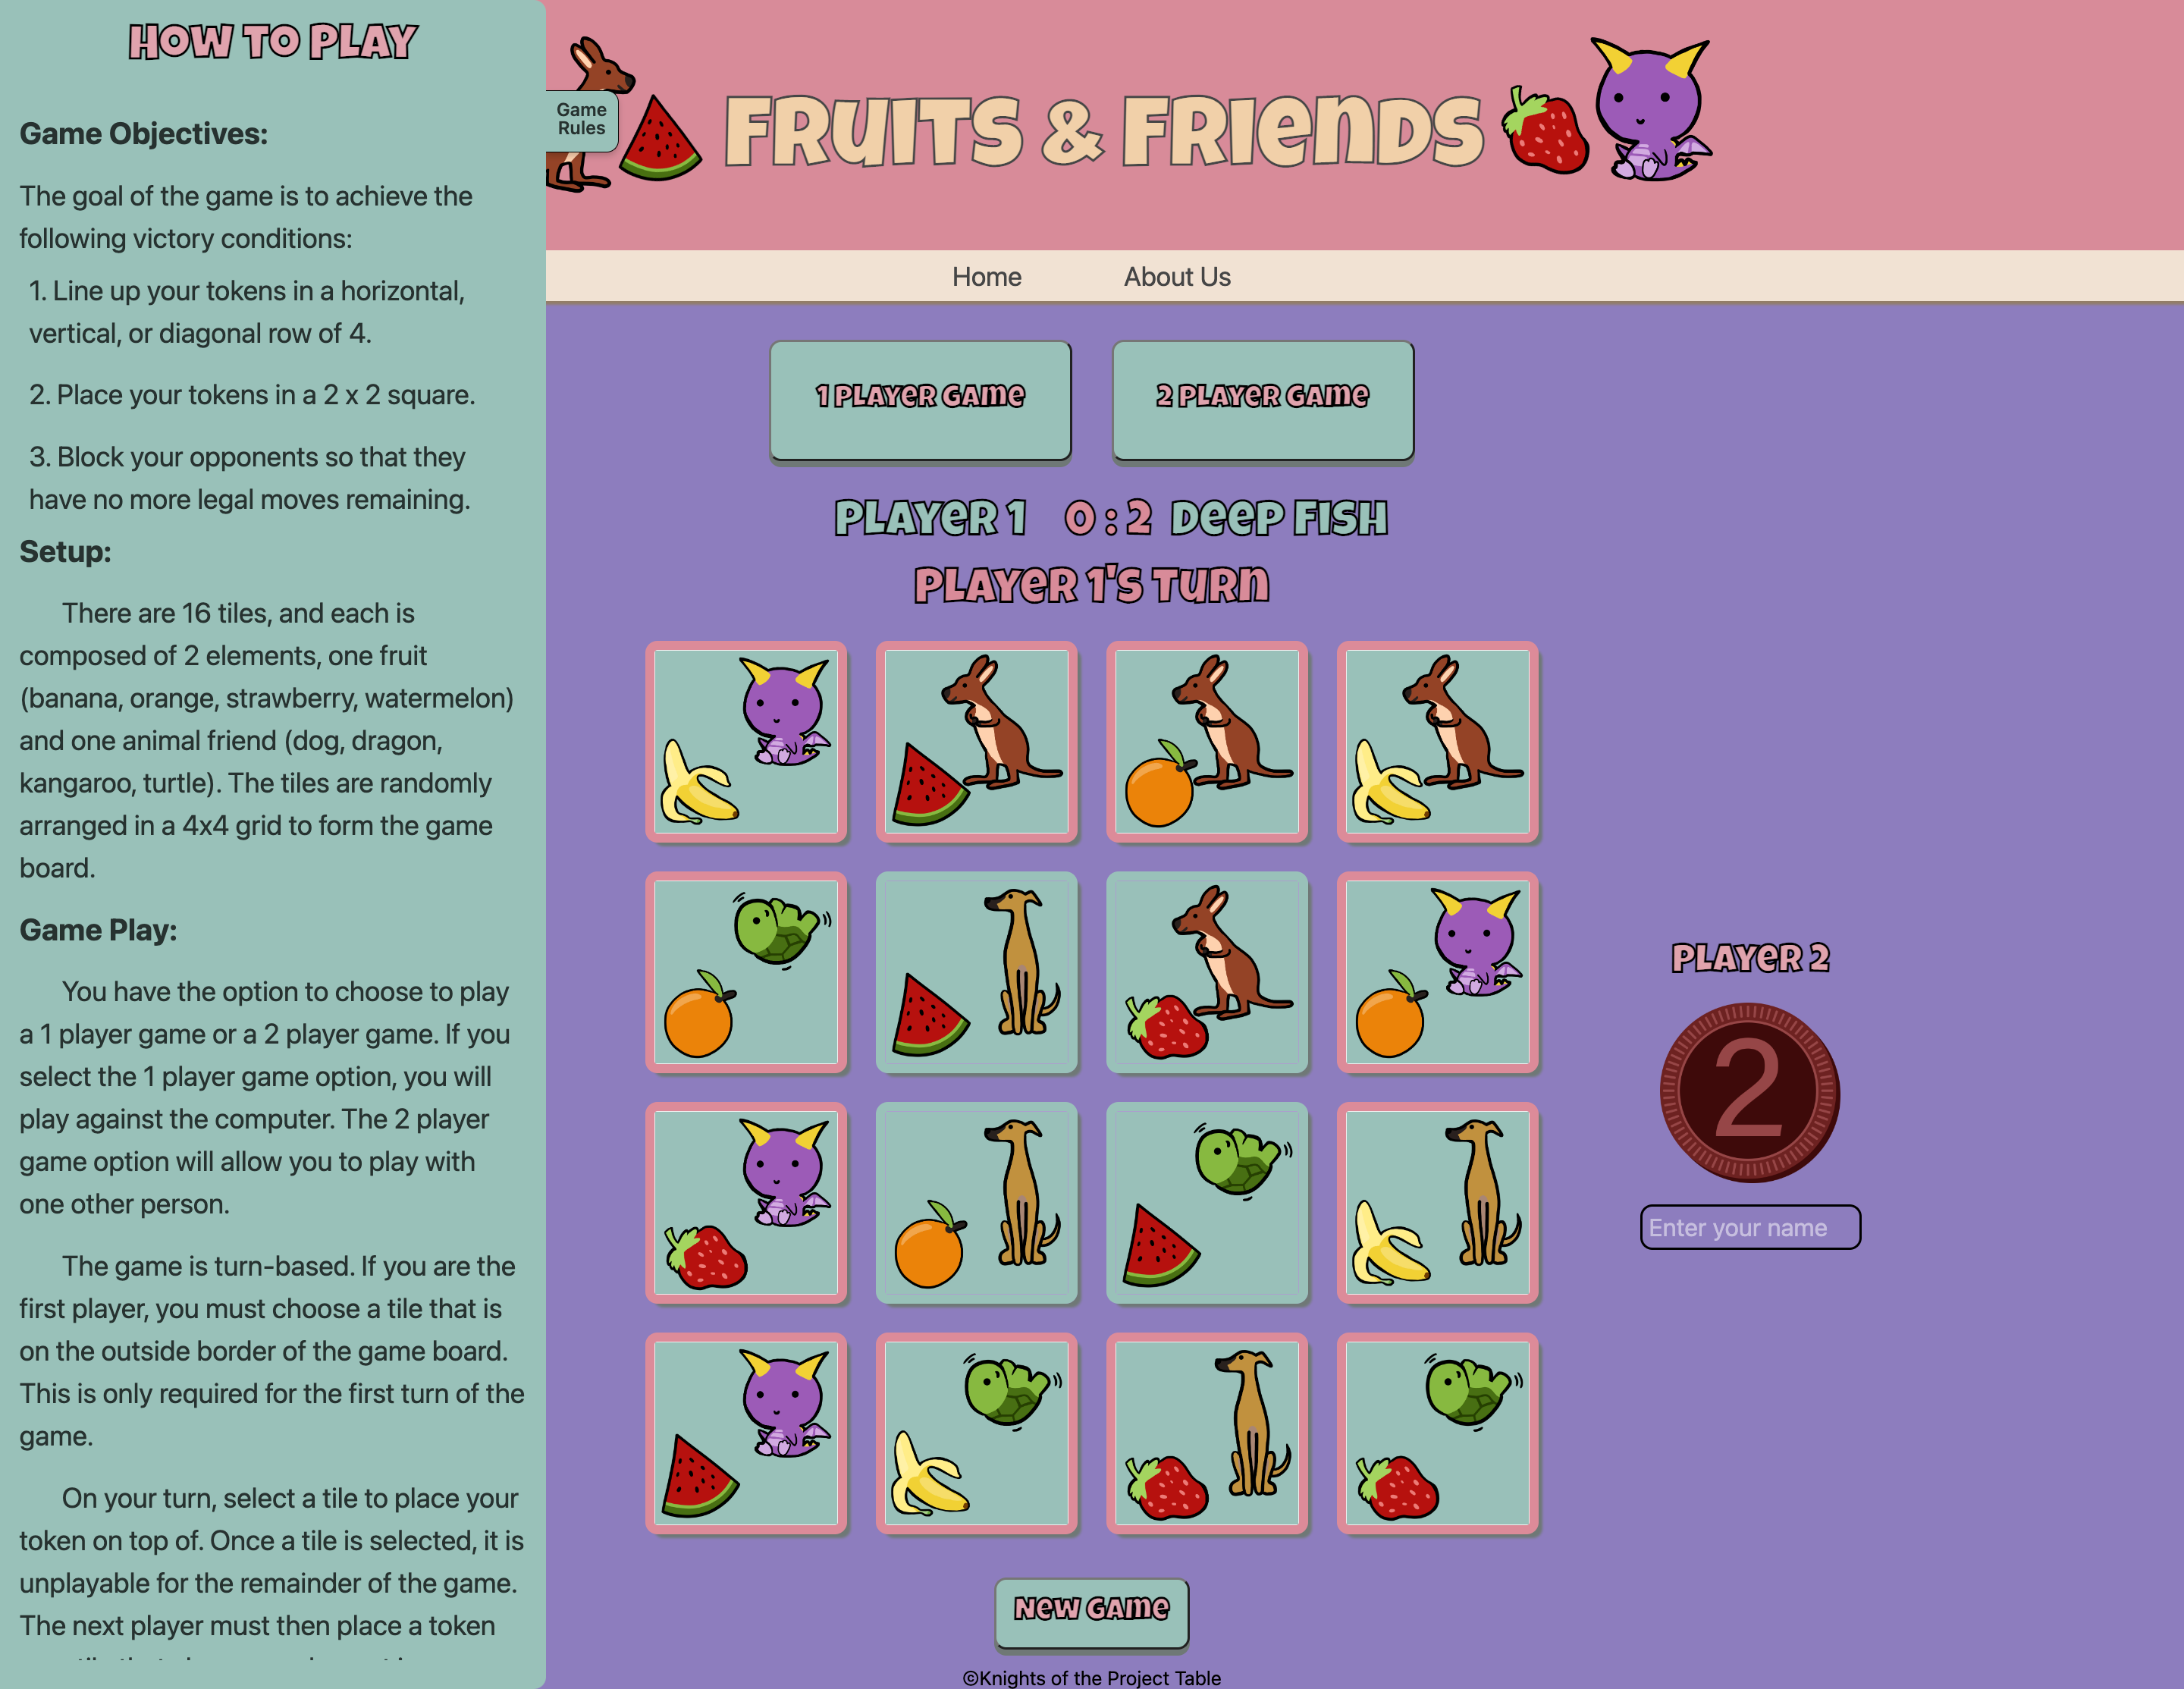 HOW TO PLAY
Game Objectives:
The goal of the game is to achieve the
following victory conditions:
1. Line up your tokens in a horizontal,
vertical, or diagonal row of 4.
2. Place your tokens in a 2 x 2 square.
3. Block your opponents so that they
have no more legal moves remaining.
Setup:
There are 16 tiles, and each is
composed of 2 elements, one fruit
(banana, orange, strawberry, watermelon)
and one animal friend (dog, dragon,
kangaroo, turtle). The tiles are randomly
arranged in a 4x4 grid to form the game
board.
Game Play:
You have the option to choose to play
a 1 player game or a 2 player game. If you
select the 1 player game option, you will
play against the computer. The 2 player
game option will allow you to play with
one other person.
The game is turn-based. If you are the
first player, you must choose a tile that is
on the outside border of the game board.
This is only required for the first turn of the
game.
On your turn, select a tile to place your
token on top of. Once a tile is selected, it is
unplayable for the remainder of the game.
The next player must then place a token
Game
Rules
FRUITS & FRIENDS
Home About Us
1 PLAYER GAME 2 PLAYER GAME
PLAYER 1 0 : 2 DEEP FISH
PLAYER 1'S TURN
PLAYER 2
2
Enter your name
NEW GAME
©Knights of the Project Table